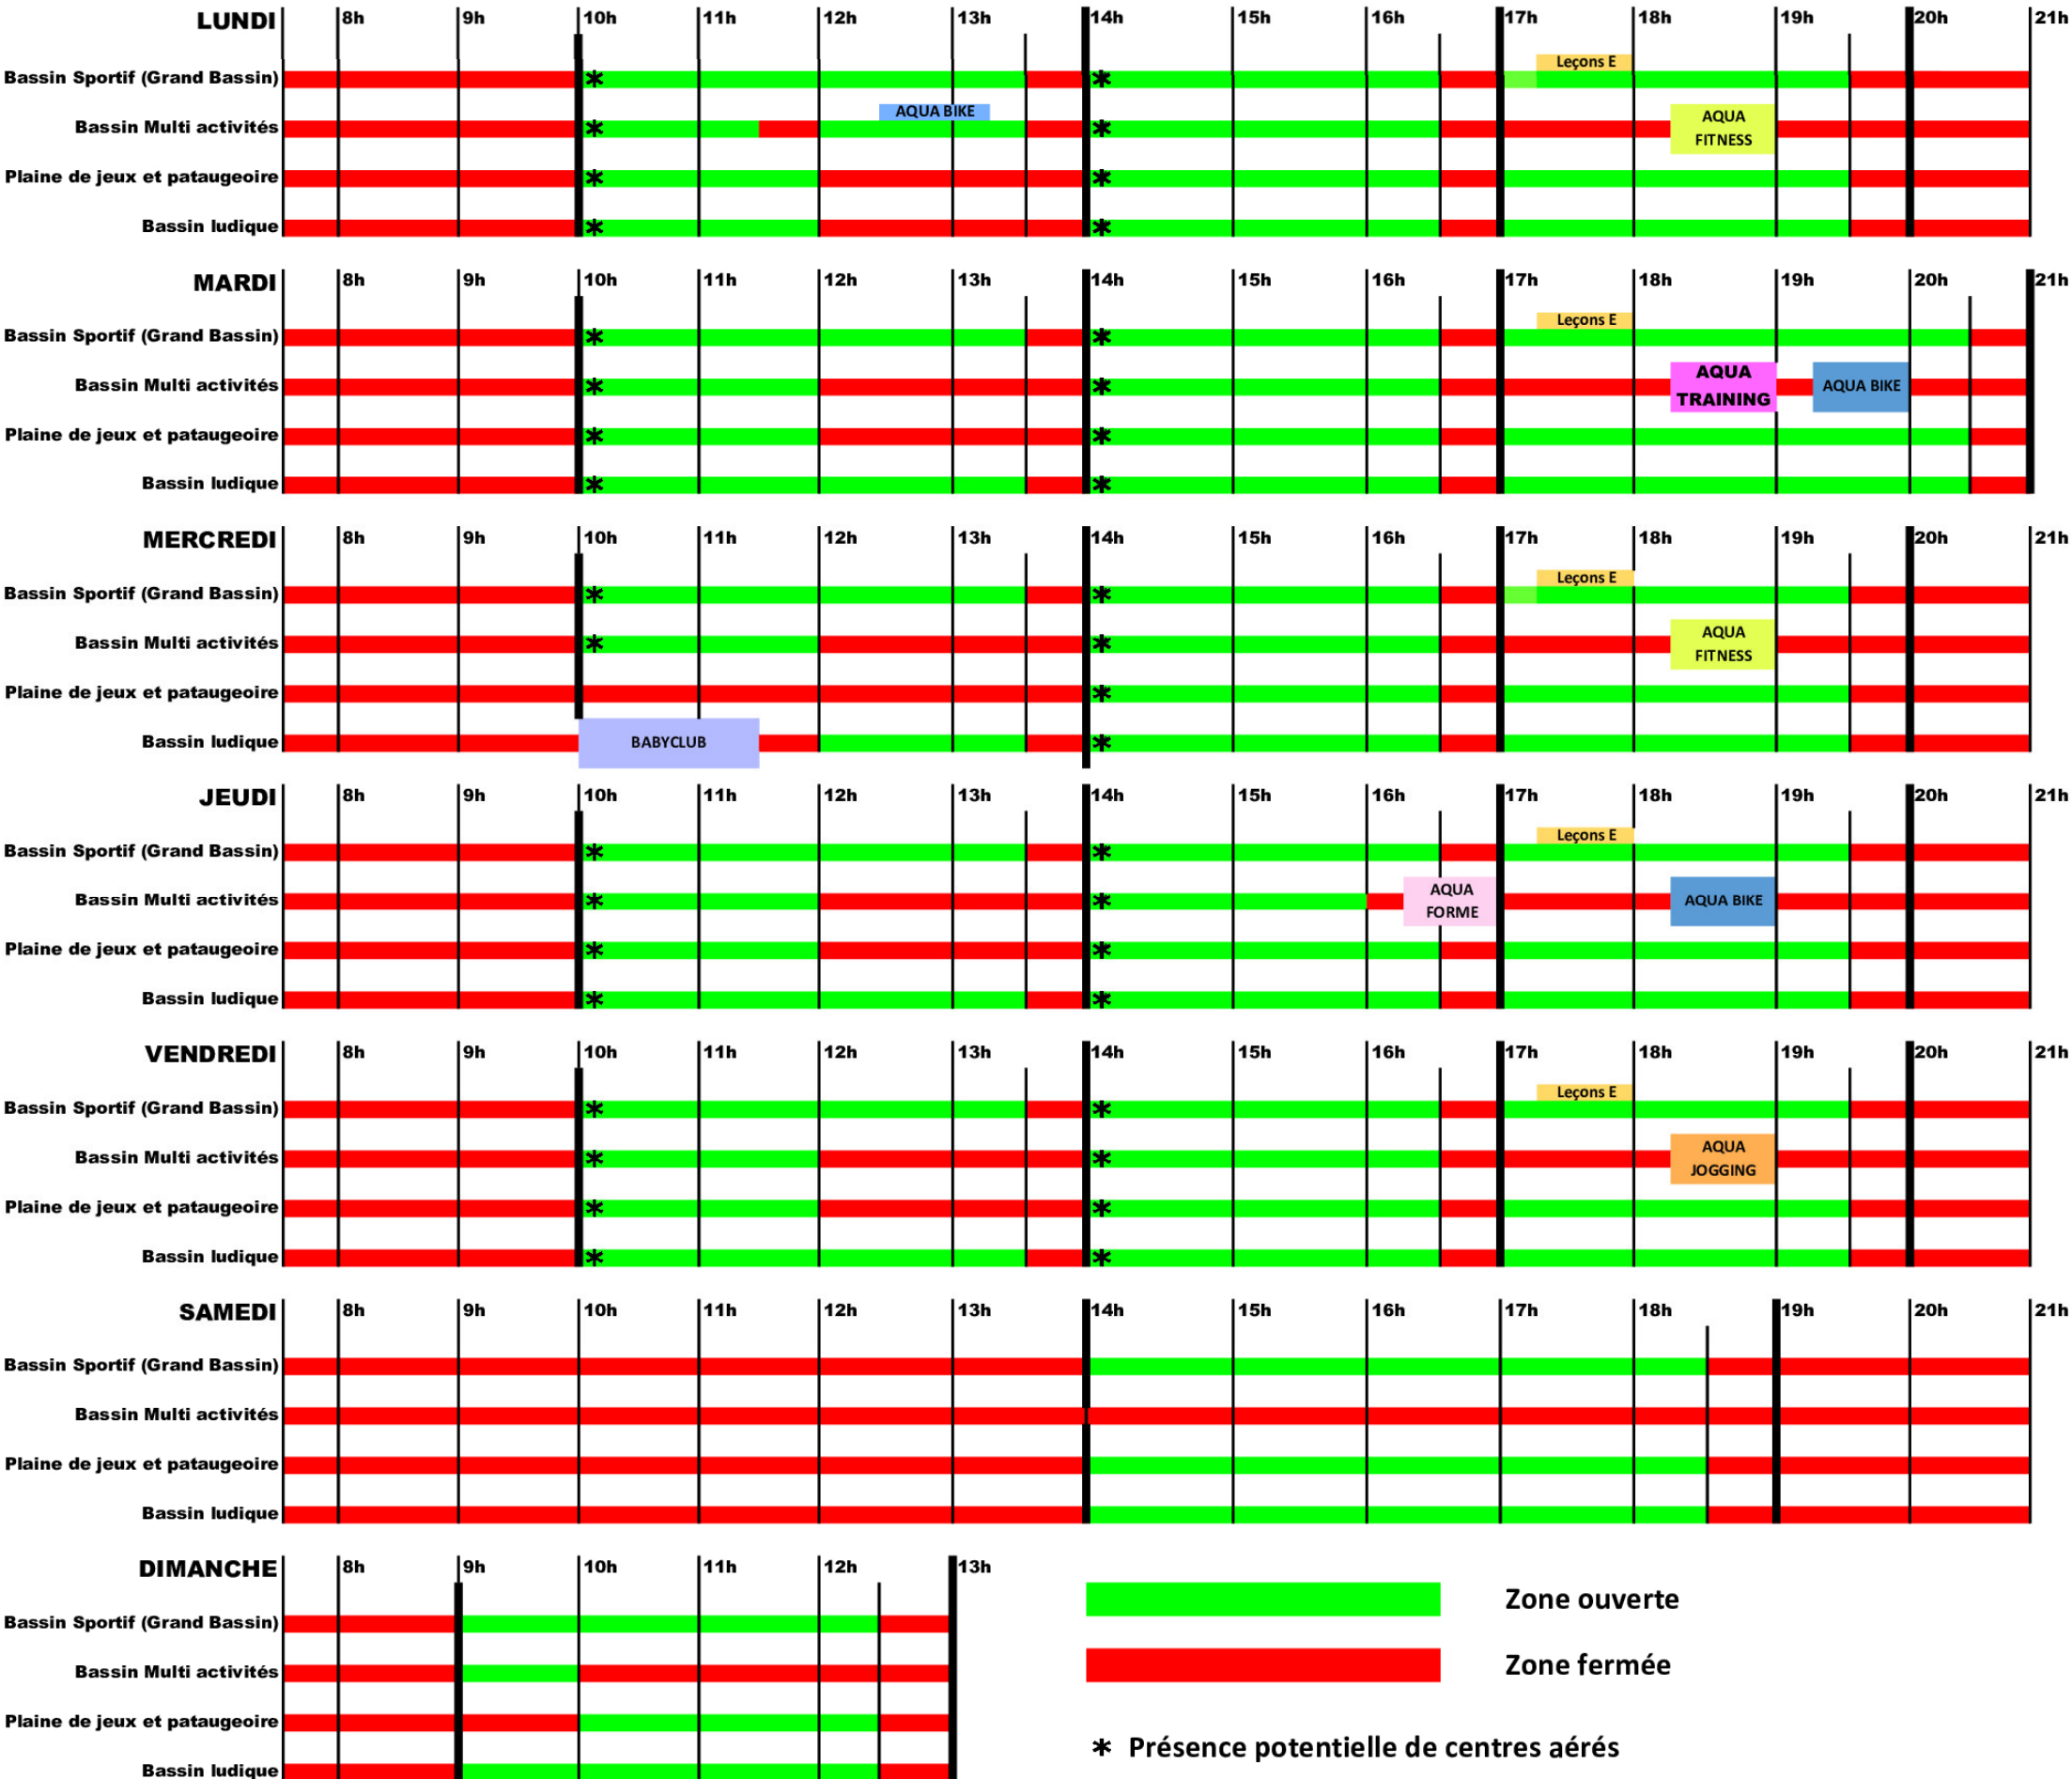 LUNDI 8h 9h 10h 11h 12h 13h 14h 15h 16h 17h 18h 19h 20h 21h
Leçons E
Bassin Sportif (Grand Bassin) * *
AQUA BIKE
Bassin Multi activités * * AQUA
FITNESS
Plaine de jeux et pataugeoire * *
Bassin ludique * *
MARDI 8h 9h 10h 11h 12h 13h 14h 15h 16h 17h 18h 19h 20h 21h
Leçons E
Bassin Sportif (Grand Bassin) * *
Bassin Multi activités * * AQUA
TRAINING AQUA BIKE
Plaine de jeux et pataugeoire * *
Bassin ludique * *
MERCREDI 8h 9h 10h 11h 12h 13h 14h 15h 16h 17h 18h 19h 20h 21h
Leçons E
Bassin Sportif (Grand Bassin) * *
Bassin Multi activités * * AQUA
FITNESS
Plaine de jeux et pataugeoire *
Bassin ludique BABYCLUB *
JEUDI 8h 9h 10h 11h 12h 13h 14h 15h 16h 17h 18h 19h 20h 21h
Leçons E
Bassin Sportif (Grand Bassin) * *
Bassin Multi activités * * AQUA
FORME AQUA BIKE
Plaine de jeux et pataugeoire * *
Bassin ludique * *
VENDREDI 8h 9h 10h 11h 12h 13h 14h 15h 16h 17h 18h 19h 20h 21h
Leçons E
Bassin Sportif (Grand Bassin) * *
Bassin Multi activités * * AQUA
JOGGING
Plaine de jeux et pataugeoire * *
Bassin ludique * *
SAMEDI 8h 9h 10h 11h 12h 13h 14h 15h 16h 17h 18h 19h 20h 21h
Bassin Sportif (Grand Bassin)
Bassin Multi activités
Plaine de jeux et pataugeoire
Bassin ludique
DIMANCHE 8h 9h 10h 11h 12h 13h
Bassin Sportif (Grand Bassin)
Bassin Multi activités
Plaine de jeux et pataugeoire
Bassin ludique
Zone ouverte
Zone fermée
* Présence potentielle de centres aérés